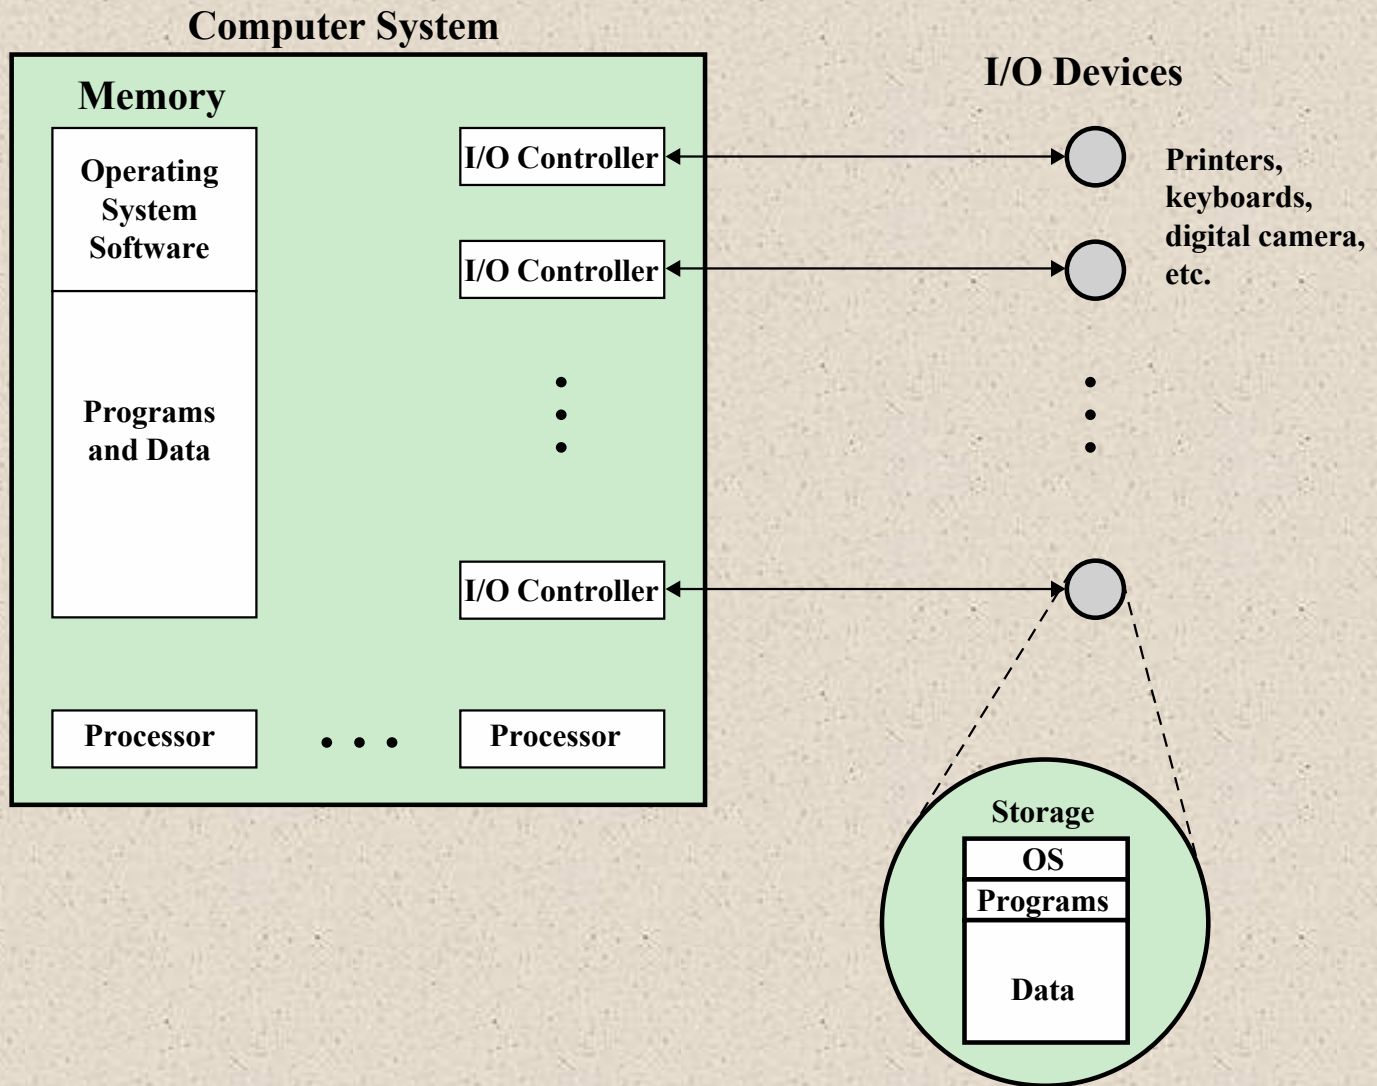 Computer System
I/O Devices
Memory
Operating
System
Software
Programs
and Data
I/O Controller
I/O Controller
I/O Controller
Processor
Processor
Printers,
keyboards,
digital camera,
etc.
Storage
OS
Programs
Data